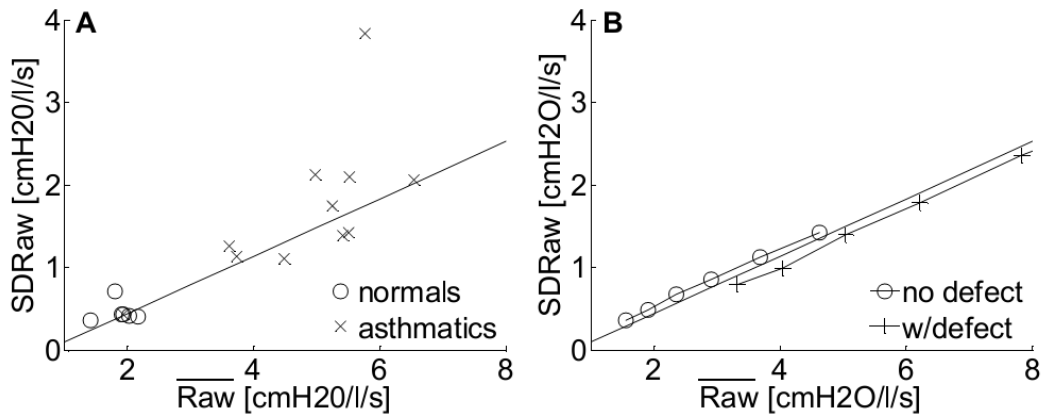 A
4
3
2
1
0
SDRaw [cmH20/l/s]
normals
asthmatics
2
4
6
8
Raw [cmH20/l/s]
B
4
3
2
1
0
SDRaw [cmH2O/l/s]
no defect
w/defect
2
4
6
8
Raw [cmH2O/l/s]